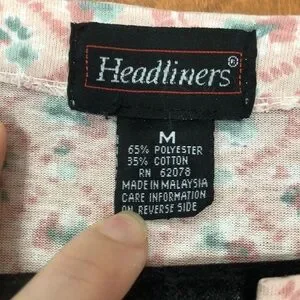 Headliners®
M
65% POLYESTER
35% COTTON
RN 62078
MADE IN MALAYSIA
CARE INFORMATION
ON REVERSE SIDE